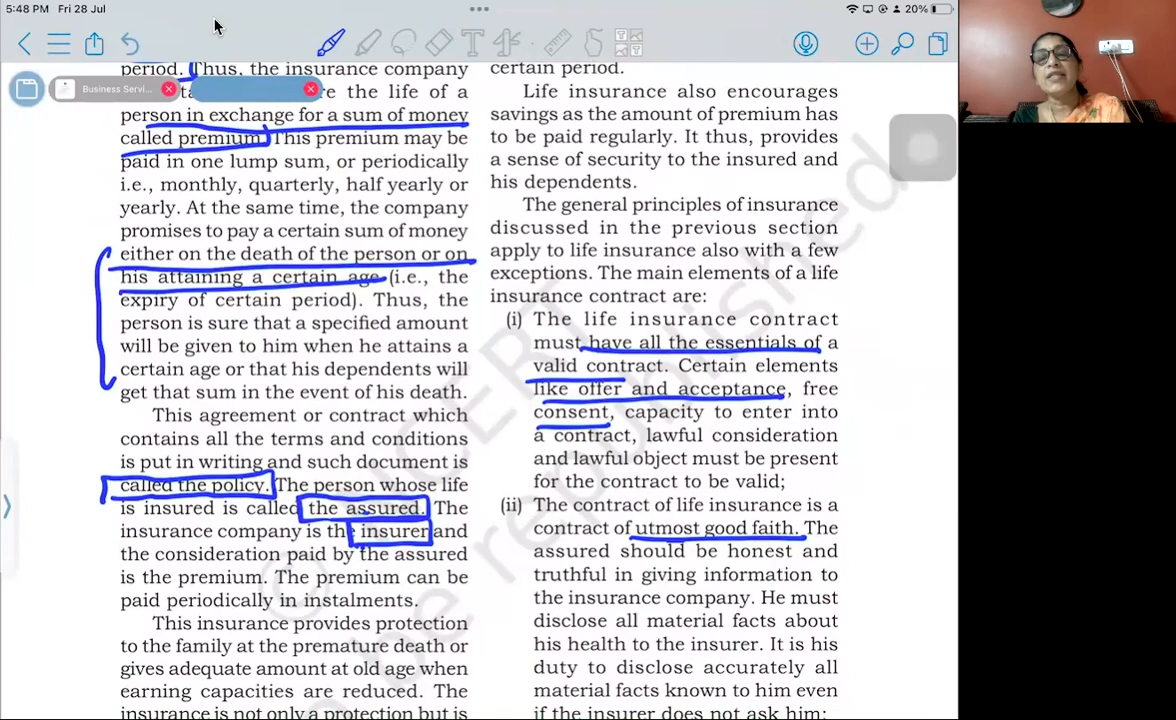 5:48 PM Fri 28 Jul
20%
Business Servi...
period. Thus, the insurance company
e the life of a
person in exchange for a sum of money
called premium. This premium may be
paid in one lump sum, or periodically
i.e., monthly, quarterly, half yearly or
yearly. At the same time, the company
promises to pay a certain sum of money
either on the death of the person or on
his attaining a certain age (i.e., the
expiry of certain period). Thus, the
person is sure that a specified amount
will be given to him when he attains a
certain age or that his dependents will
get that sum in the event of his death.
This agreement or contract which
contains all the terms and conditions
is put in writing and such document is
called the policy. The person whose life
is insured is called the assured. The
insurance company is the insurer and
the consideration paid by the assured
is the premium. The premium can be
paid periodically in instalments.
This insurance provides protection
to the family at the premature death or
gives adequate amount at old age when
earning capacities are reduced. The
insurance is not only a protection but is
certain period.
Life insurance also encourages
savings as the amount of premium has
to be paid regularly. It thus, provides
a sense of security to the insured and
his dependents.
The general principles of insurance
discussed in the previous section
apply to life insurance also with a few
exceptions. The main elements of a life
insurance contract are:
(i) The life insurance contract
must have all the essentials of a
valid contract. Certain elements
like offer and acceptance, free
consent, capacity to enter into
a contract, lawful consideration
and lawful object must be present
for the contract to be valid;
(ii) The contract of life insurance is a
contract of utmost good faith. The
assured should be honest and
truthful in giving information to
the insurance company. He must
disclose all material facts about
his health to the insurer. It is his
duty to disclose accurately all
material facts known to him even
if the insurer does not ask him;
© NCERT
be republished